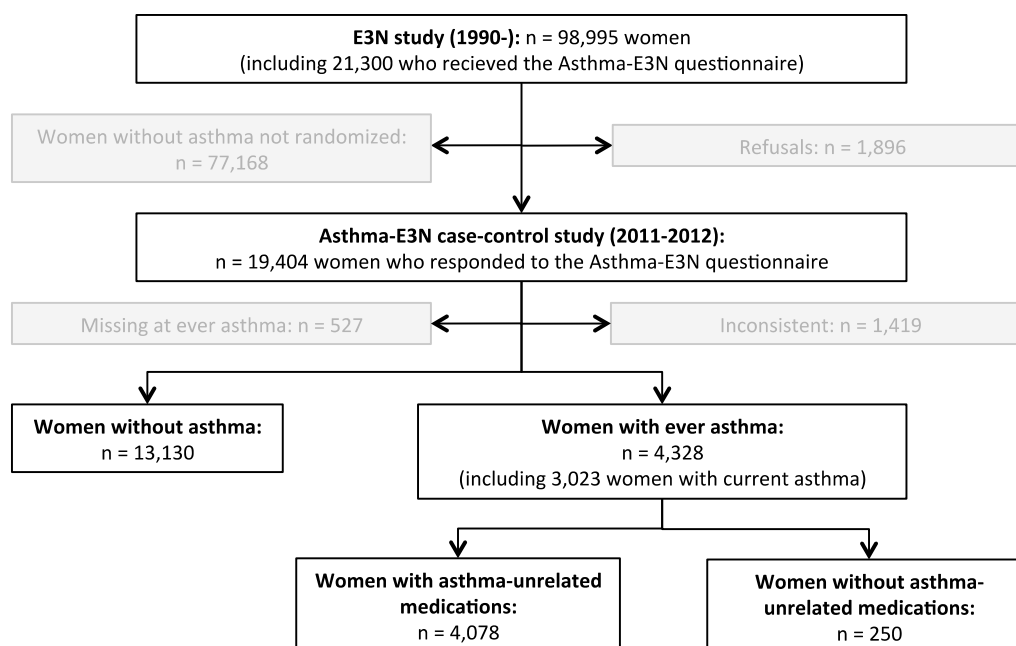 E3N study (1990-): n = 98,995 women
(including 21,300 who recieved the Asthma-E3N questionnaire)
Women without asthma not randomized:
n = 77,168
Refusals: n = 1,896
Asthma-E3N case-control study (2011-2012):
n = 19,404 women who responded to the Asthma-E3N questionnaire
Missing at ever asthma: n = 527
Inconsistent: n = 1,419
Women without asthma:
n = 13,130
Women with ever asthma:
n = 4,328
(including 3,023 women with current asthma)
Women with asthma-unrelated
medications:
n = 4,078
Women without asthma-
unrelated medications:
n = 250